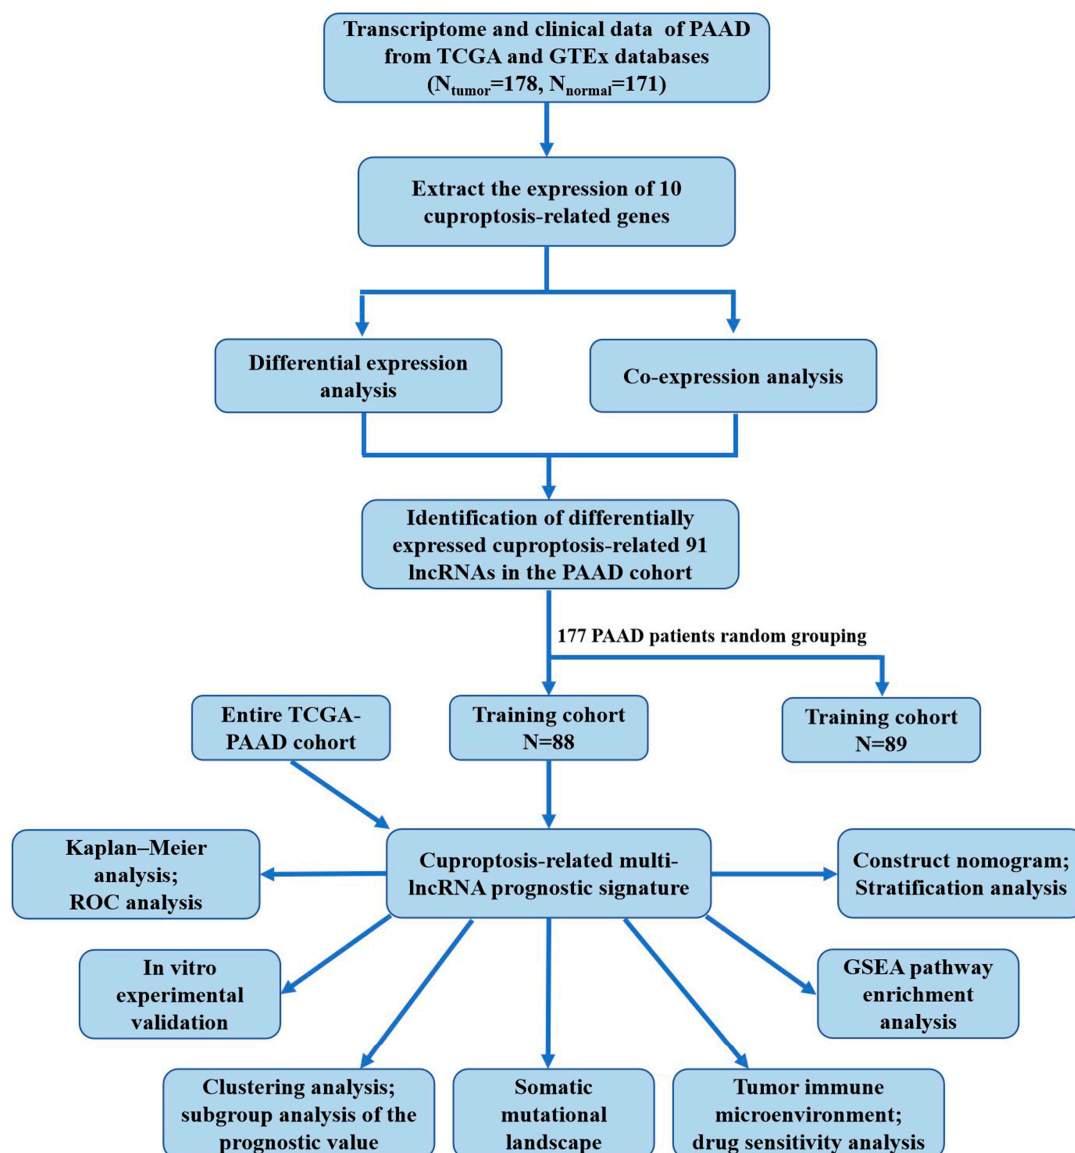 Transcriptome and clinical data of PAAD
from TCGA and GTEx databases
(Ntumor=178, Nnormal=171)
Extract the expression of 10
cuproptosis-related genes
Differential expression
analysis
Co-expression analysis
Identification of differentially
expressed cuproptosis-related 91
lncRNAs in the PAAD cohort
177 PAAD patients random grouping
Entire TCGA-
PAAD cohort
Training cohort
N=88
Training cohort
N=89
Kaplan–Meier
analysis;
ROC analysis
Cuproptosis-related multi-
lncRNA prognostic signature
Construct nomogram;
Stratification analysis
In vitro
experimental
validation
GSEA pathway
enrichment
analysis
Clustering analysis;
subgroup analysis of the
prognostic value
Somatic
mutational
landscape
Tumor immune
microenvironment;
drug sensitivity analysis